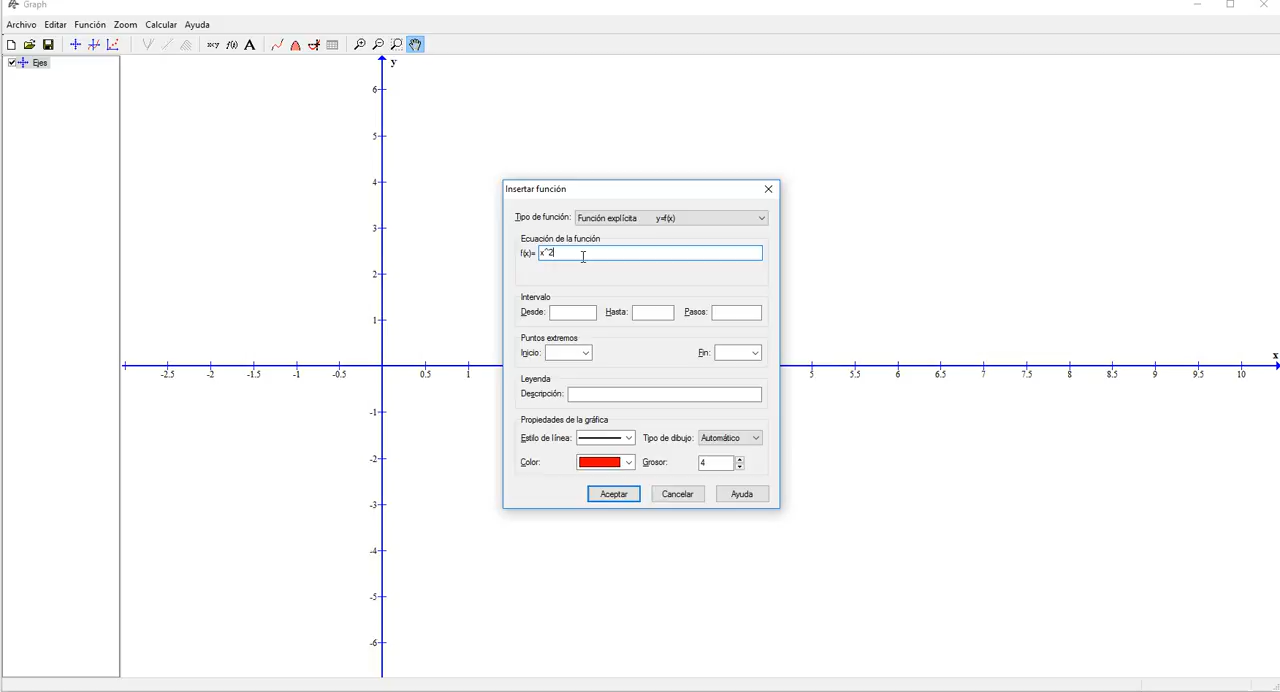 Graph
Archivo Editar Función Zoom Calcular Ayuda
Ejes
y
6
5
4
3
2
1
-1
-2
-3
-4
-5
-6
-2.5 -2 -1.5 -1 -0.5 0.5 1 5 5.5 6 6.5 7 7.5 8 8.5 9 9.5 10
x
Insertar función
Tipo de función: Función explícita y=f(x)
Ecuación de la función
f(x)= x^2
Intervalo
Desde: Hasta: Pasos:
Puntos extremos
Inicio: Fin:
Leyenda
Descripción:
Propiedades de la gráfica
Estilo de línea: Tipo de dibujo: Automático
Color: Grosor: 4
Aceptar Cancelar Ayuda